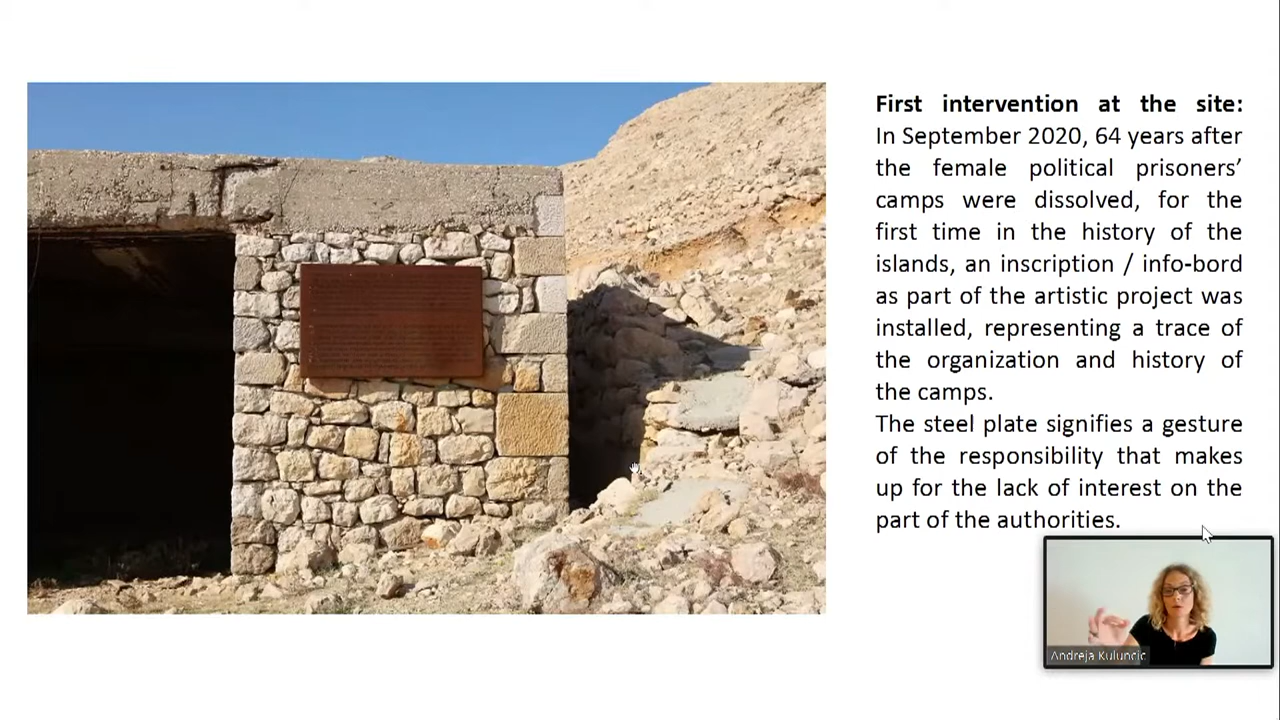 First intervention at the site:
In September 2020, 64 years after
the female political prisoners’
camps were dissolved, for the
first time in the history of the
islands, an inscription / info-bord
as part of the artistic project was
installed, representing a trace of
the organization and history of
the camps.
The steel plate signifies a gesture
of the responsibility that makes
up for the lack of interest on the
part of the authorities.
Andreja Kuluncic